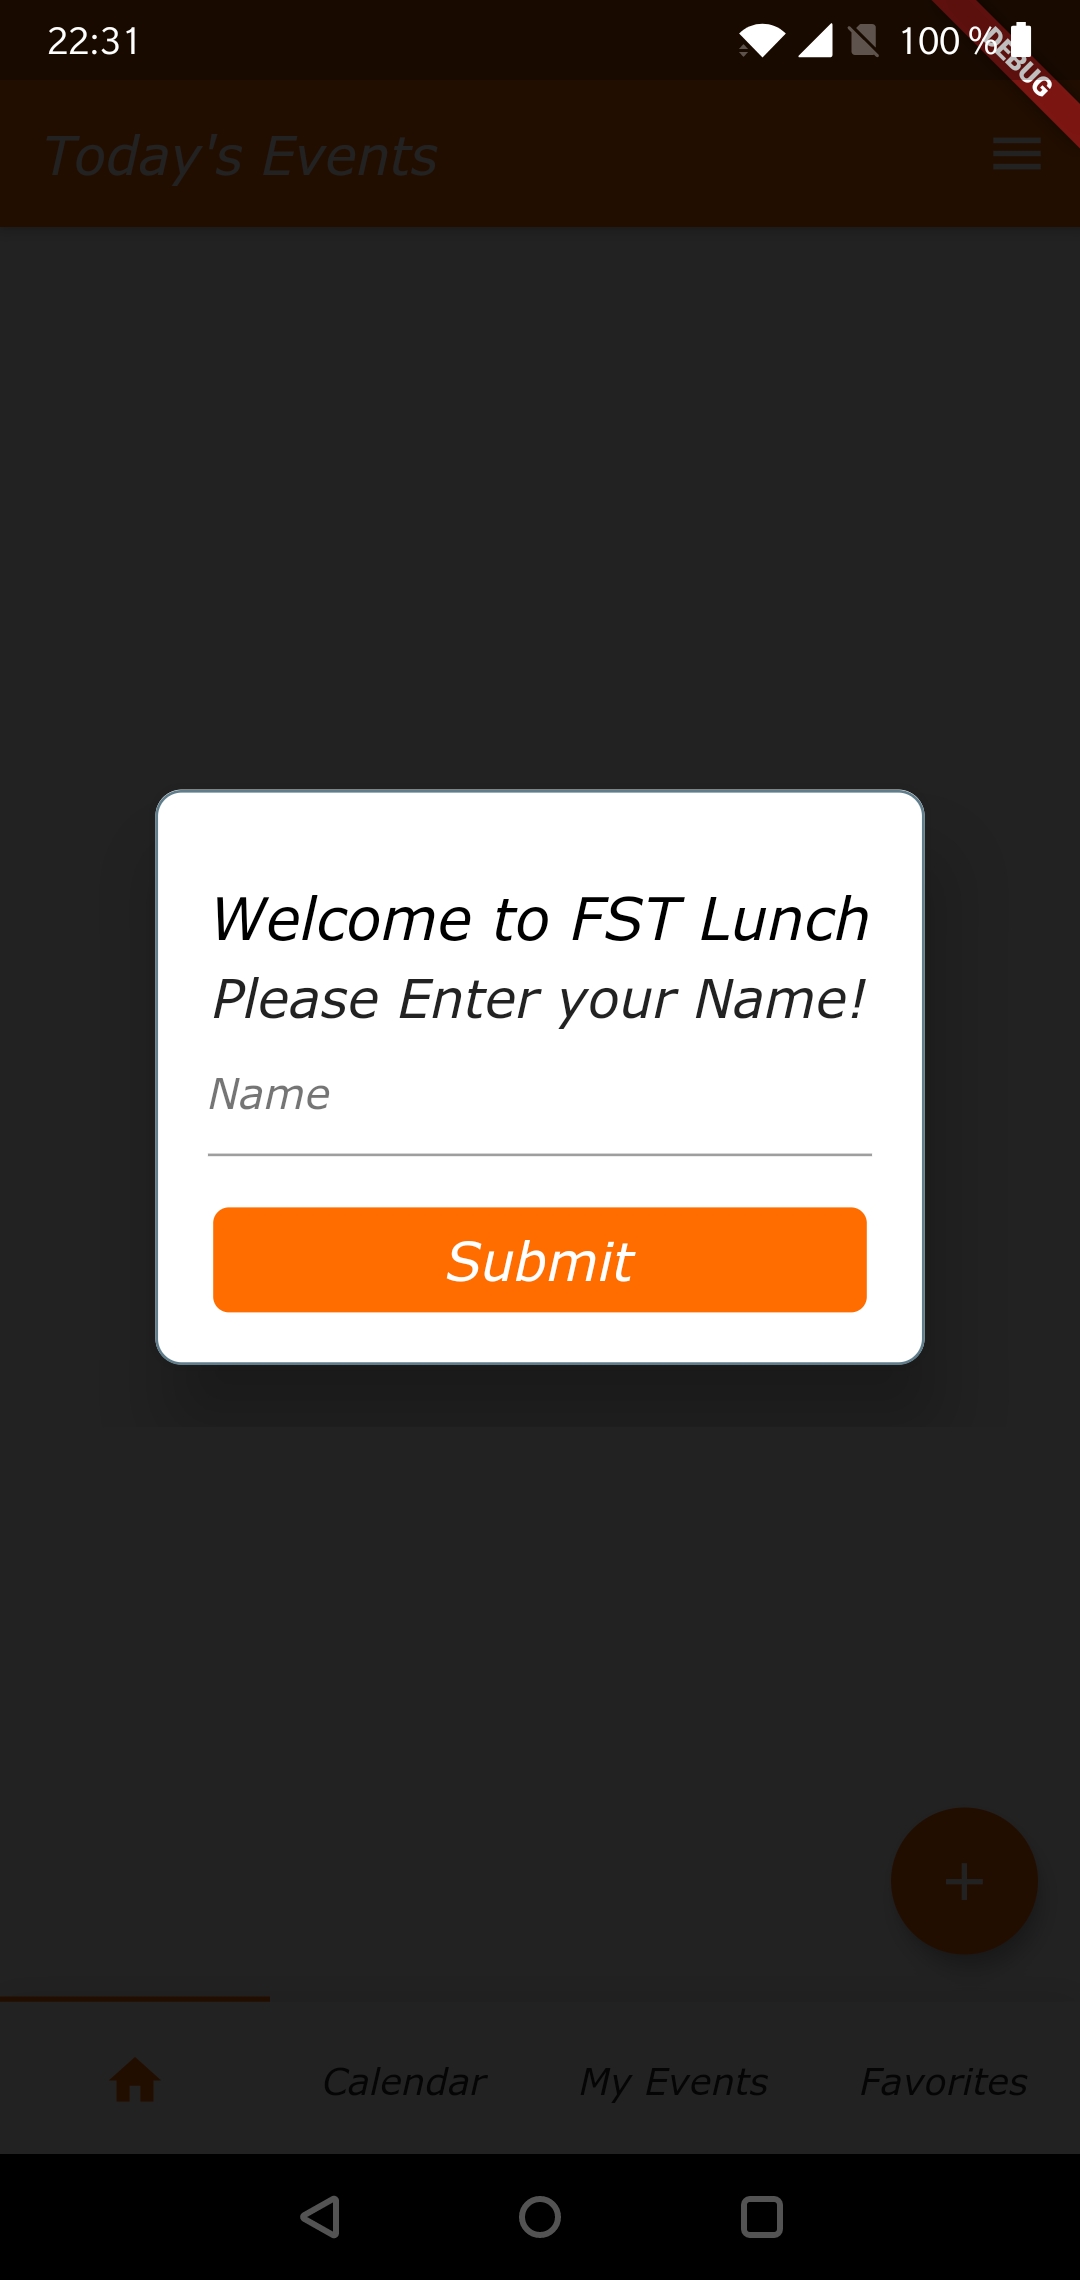 22:31 100 %
DEBUG
Today's Events
Welcome to FST Lunch
Please Enter your Name!
Name
Submit
Calendar My Events Favorites